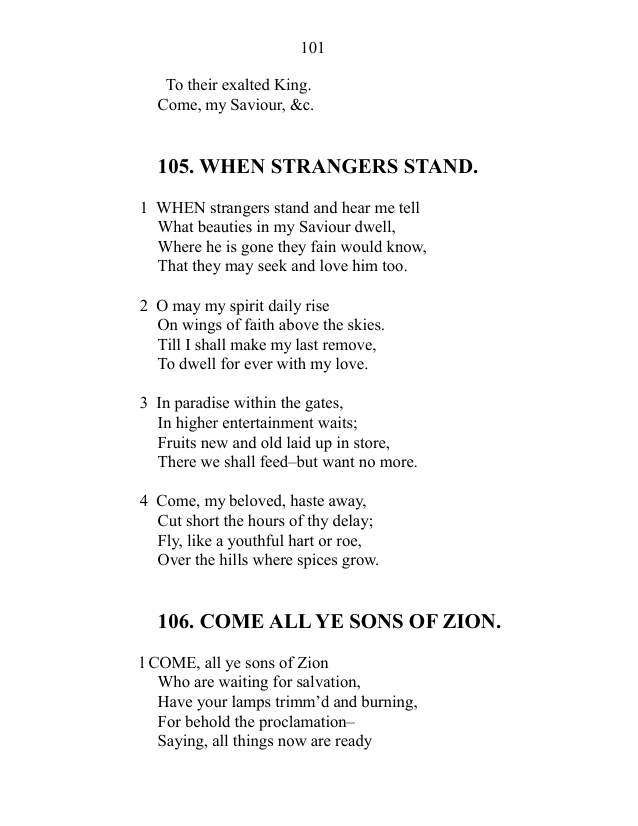 101
To their exalted King.
Come, my Saviour, &c.
105. WHEN STRANGERS STAND.
1 WHEN strangers stand and hear me tell
What beauties in my Saviour dwell,
Where he is gone they fain would know,
That they may seek and love him too.
2 O may my spirit daily rise
On wings of faith above the skies.
Till I shall make my last remove,
To dwell for ever with my love.
3 In paradise within the gates,
In higher entertainment waits;
Fruits new and old laid up in store,
There we shall feed–but want no more.
4 Come, my beloved, haste away,
Cut short the hours of thy delay;
Fly, like a youthful hart or roe,
Over the hills where spices grow.
106. COME ALL YE SONS OF ZION.
l COME, all ye sons of Zion
Who are waiting for salvation,
Have your lamps trimm’d and burning,
For behold the proclamation–
Saying, all things now are ready